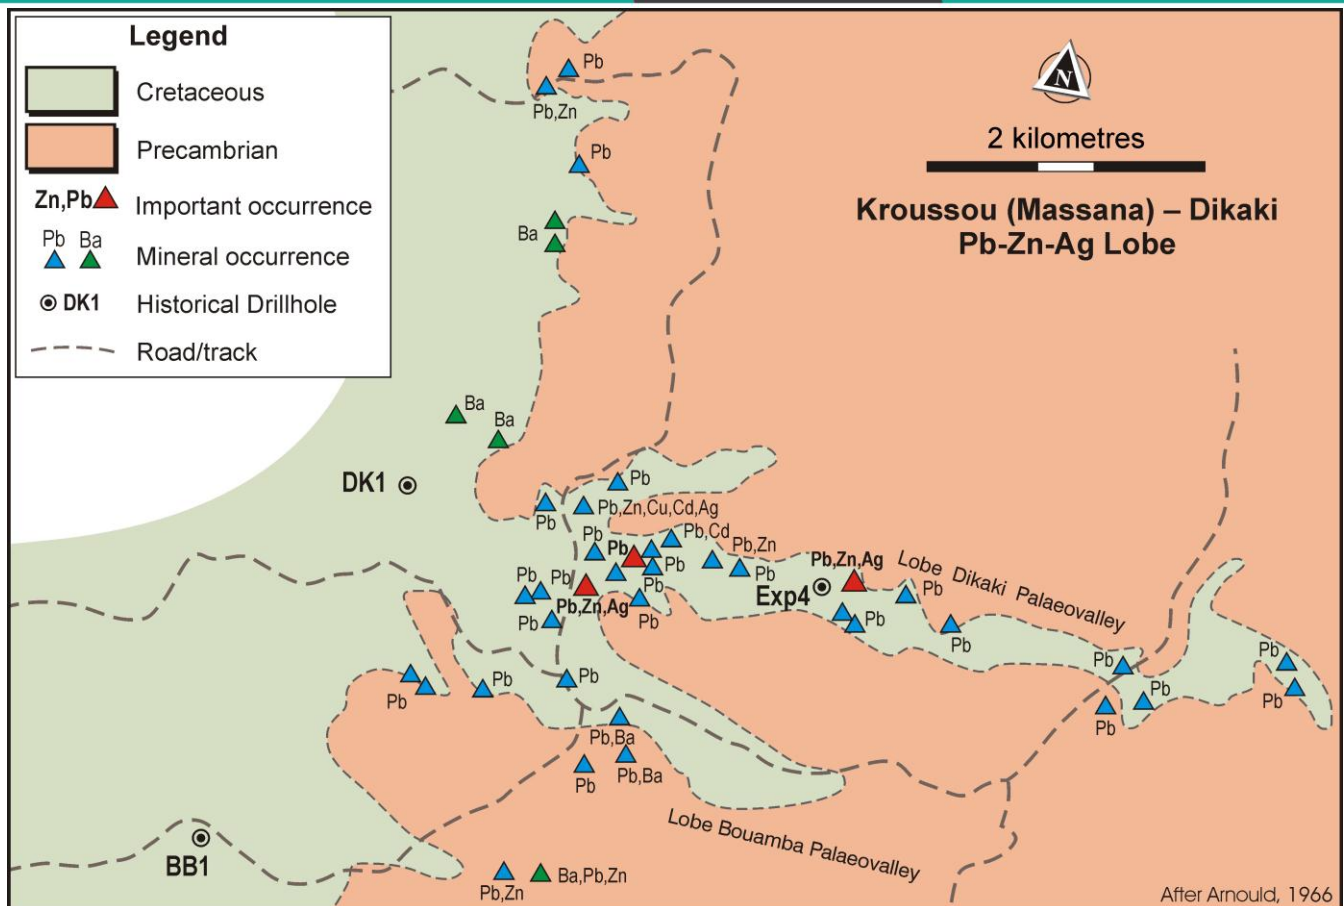 Legend
Cretaceous
Precambrian
Zn,Pb Important occurrence
Pb Ba
Mineral occurrence
DK1 Historical Drillhole
Road/track
N
2 kilometres
Kroussou (Massana) – Dikaki
Pb-Zn-Ag Lobe
Pb
Pb,Zn
Pb
Ba
Ba
Ba
DK1
Pb
Pb
Pb,Zn,Cu,Cd,Ag
Pb
Pb
Pb,Cd
Pb,Zn
Pb
Pb
Pb
Pb
Pb
Pb,Zn,Ag
Pb
Pb
Pb,Zn,Ag
Exp4
Pb
Pb
Pb
Lobe Dikaki Palaeovalley
Pb
Pb
Pb
Pb
Pb
Pb
Pb
Pb,Ba
Pb
Pb,Ba
Lobe Bouamba Palaeovalley
BB1
Pb,Zn
Ba,Pb,Zn
After Arnould, 1966